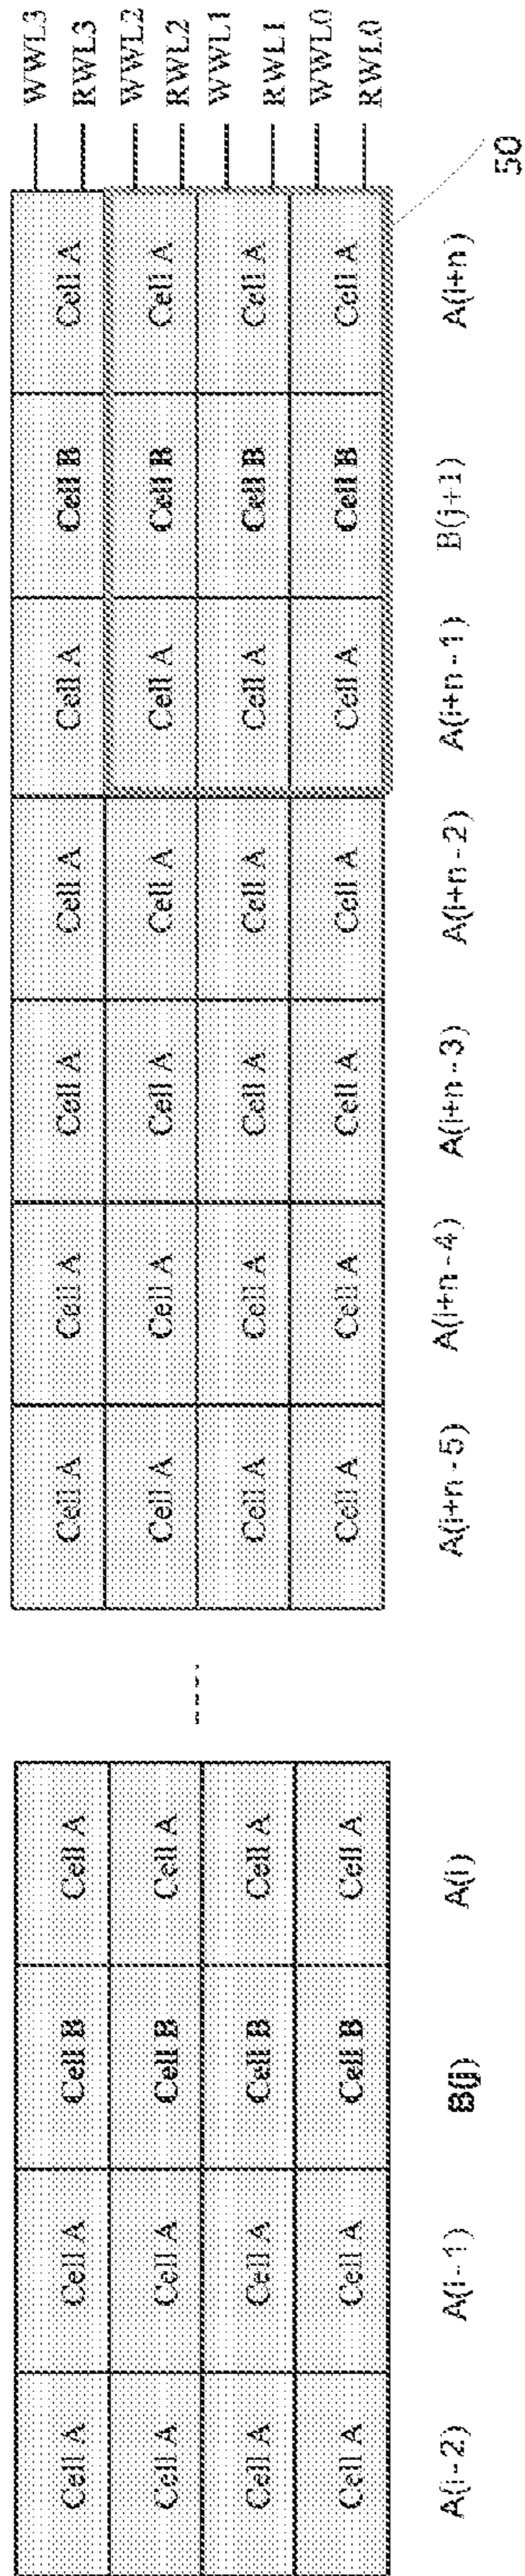 Cell A Cell A Cell B Cell A Cell A Cell A Cell A Cell A Cell A Cell B Cell A WWL3
RWL3
Cell A Cell A Cell B Cell A Cell A Cell A Cell A Cell A Cell A Cell B Cell A WWL2
RWL2
Cell A Cell A Cell B Cell A Cell A Cell A Cell A Cell A Cell A Cell B Cell A WWL1
RWL1
Cell A Cell A Cell B Cell A Cell A Cell A Cell A Cell A Cell A Cell B Cell A WWL0
RWL0
A(i-2) A(i-1) B(j) A(i) .... A(i+n-5) A(i+n-4) A(i+n-3) A(i+n-2) A(i+n-1) B(j+1) A(i+n)
50